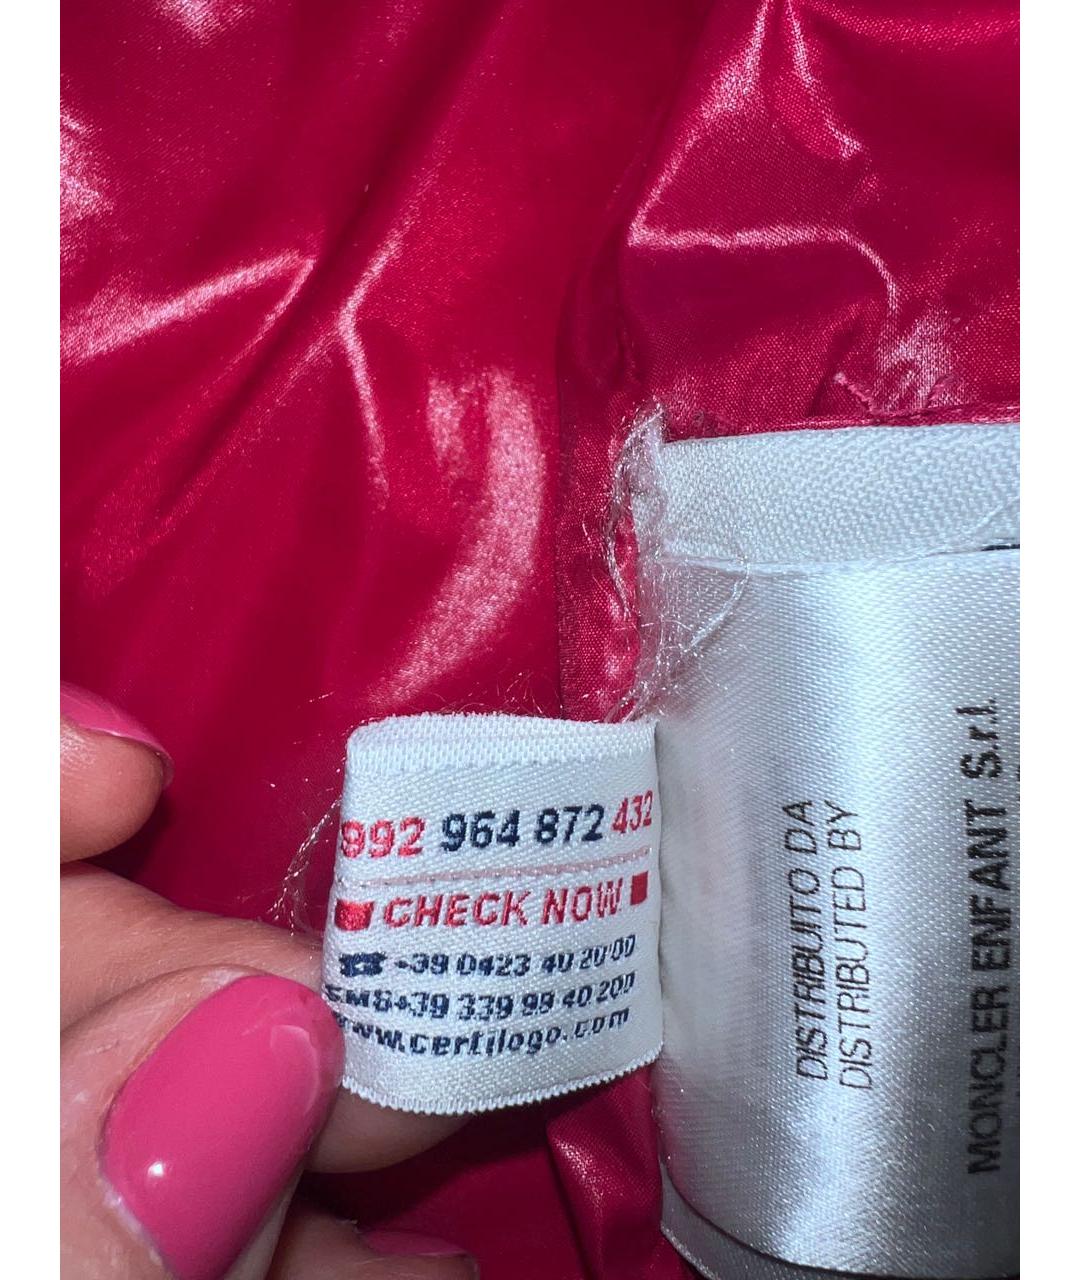 992 964 872 432
CHECK NOW
+39 0423 40 20 00
SMS+39 339 99 40 200
www.certilogo.com
DISTRIBUITO DA
DISTRIBUTED BY
MONCLER ENFANT S.r.l.